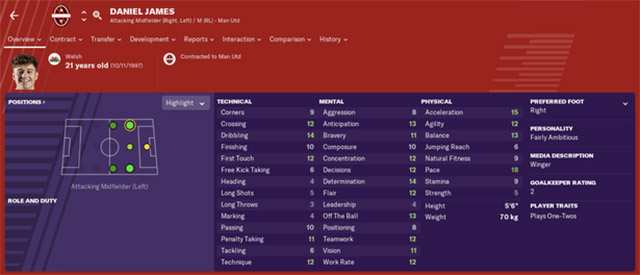 DANIEL JAMES
Attacking Midfielder (Right, Left) / M (RL) - Man Utd
Overview Contract Transfer Development Reports Interaction Comparison History
Welsh
21 years old (10/11/1997)
Contracted to Man Utd
POSITIONS
Highlight
Attacking Midfielder (Left)
ROLE AND DUTY
TECHNICAL
Corners 9
Crossing 12
Dribbling 14
Finishing 10
First Touch 12
Free Kick Taking 6
Heading 4
Long Shots 5
Long Throws 3
Marking 4
Passing 10
Penalty Taking 11
Tackling 6
Technique 12
MENTAL
Aggression 8
Anticipation 13
Bravery 11
Composure 10
Concentration 12
Decisions 12
Determination 14
Flair 12
Leadership 4
Off The Ball 13
Positioning 8
Teamwork 12
Vision 11
Work Rate 12
PHYSICAL
Acceleration 15
Agility 12
Balance 13
Jumping Reach 6
Natural Fitness 9
Pace 18
Stamina 9
Strength 5
Height 5'6"
Weight 70 kg
PREFERRED FOOT
Right
PERSONALITY
Fairly Ambitious
MEDIA DESCRIPTION
Winger
GOALKEEPER RATING
2
PLAYER TRAITS
Plays One-Twos